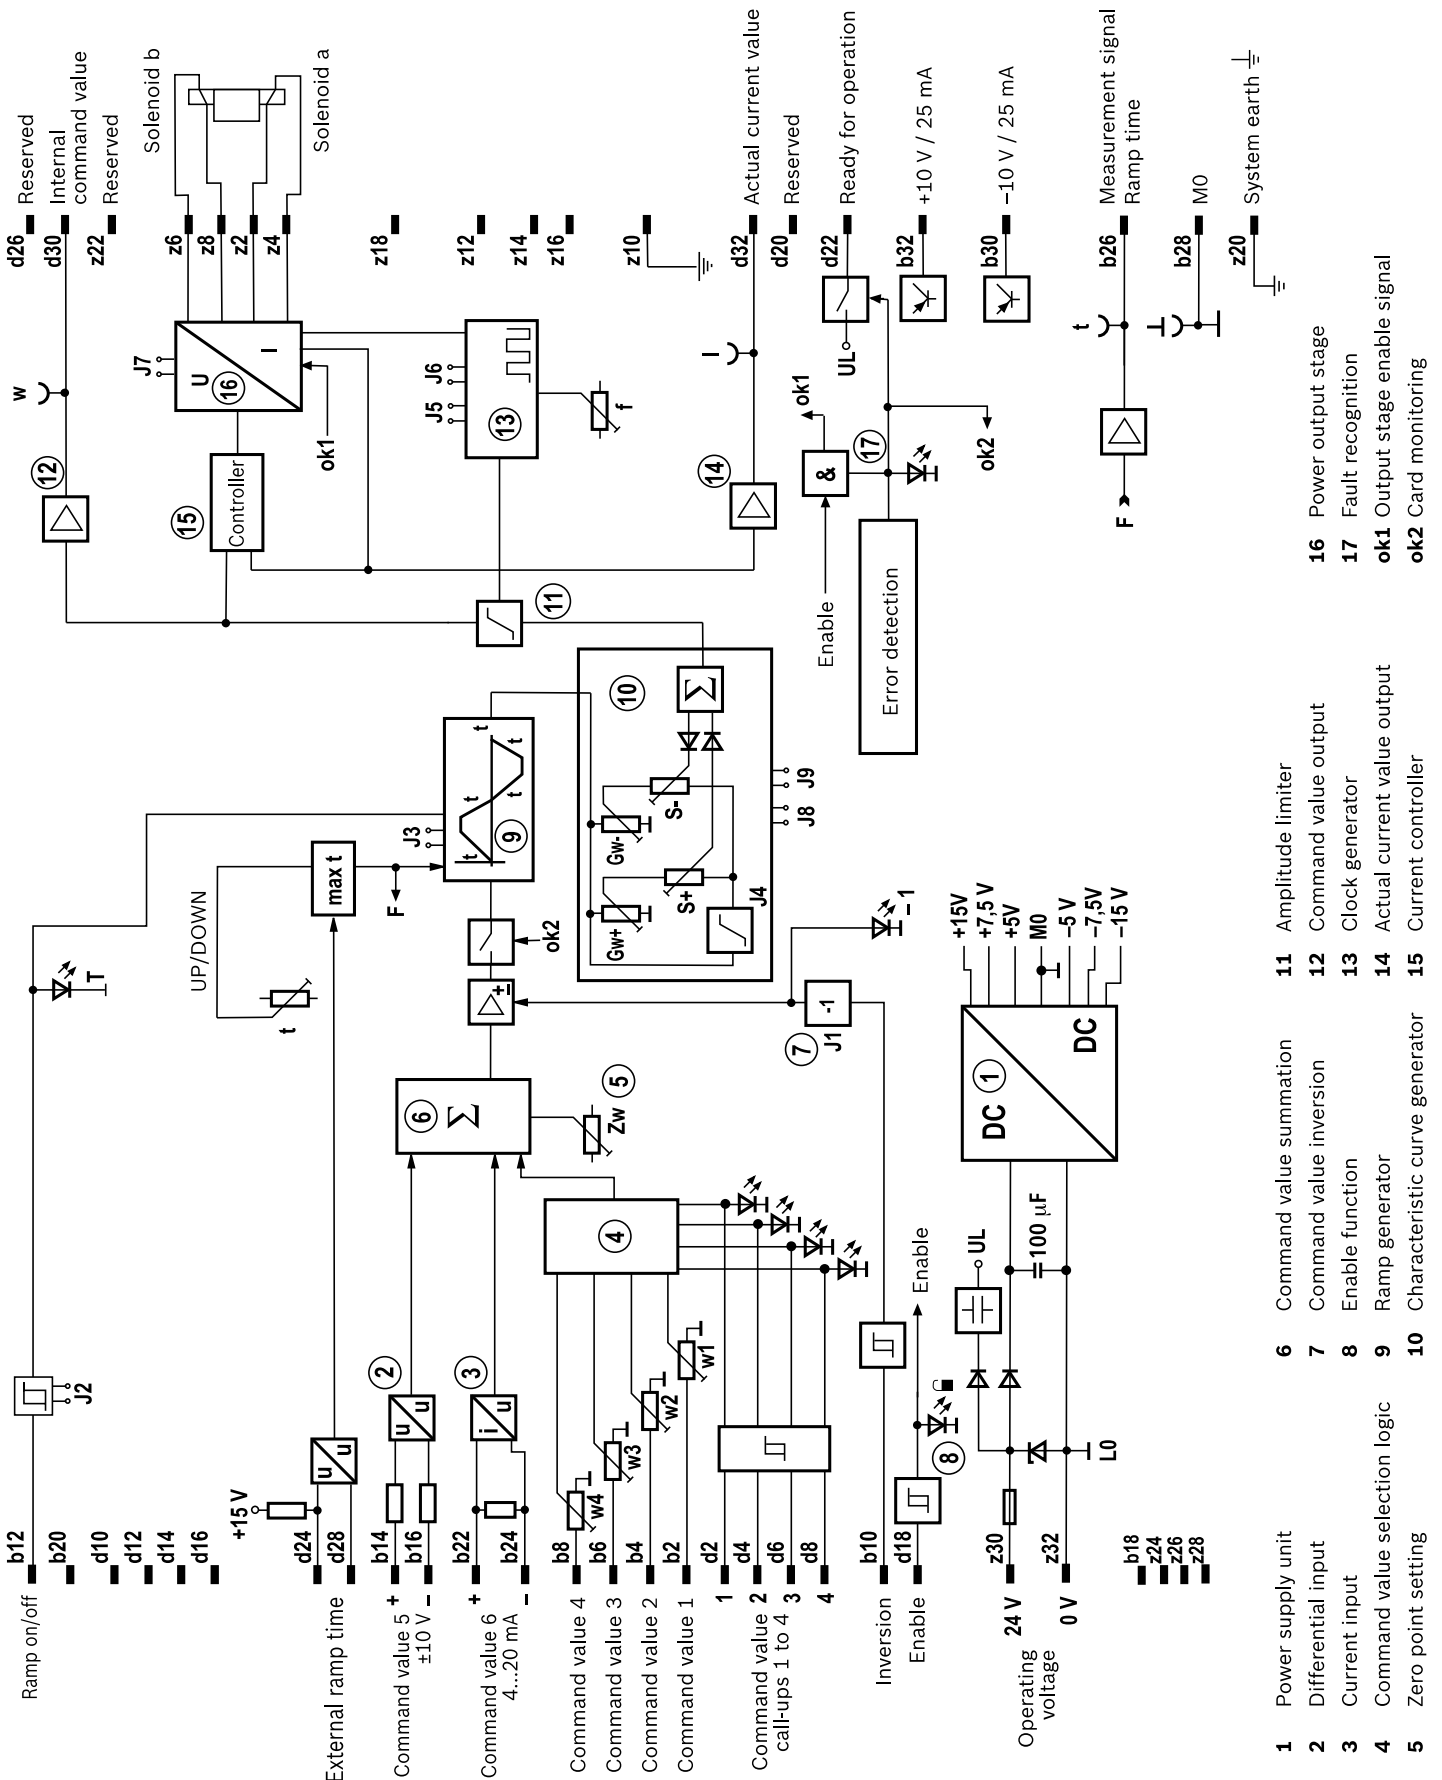 Ramp on/off
b12
b20
d10
d12
d14
d16
J2
T
+15 V
External ramp time
d24
d28
u
u
UP/DOWN
t
max t
F
Command value 5
±10 V
+
−
b14
b16
u
u
2
Command value 6
4...20 mA
+
−
b22
b24
i
u
3
6
Σ
5
Zw
±
ok2
J3
9
t
t
t
t
t
Command value 4
Command value 3
Command value 2
Command value 1
b8
b6
b4
b2
w4
w3
w2
w1
4
Command value
call-ups 1 to 4
1
2
3
4
d2
d4
d6
d8
Inversion
b10
Enable
d18
8
Enable
7
J1
-1
-1
10
Gw+
Gw-
S+
S-
J4
Σ
J8
J9
11
Operating
voltage
24 V
0 V
z30
z32
L0
UL
100 µF
DC
1
DC
+15V
+7,5 V
+5V
M0
−5 V
−7,5V
−15 V
b18
z24
z26
z28
12
w
d26
Reserved
d30
Internal
command value
z22
Reserved
15
Controller
J7
U
16
I
ok1
z6
z8
z2
z4
Solenoid b
Solenoid a
13
J5
J6
f
z18
z12
z14
z16
z10
14
I
d32
Actual current value
d20
Reserved
Enable
&
ok1
17
Error detection
ok2
UL
d22
Ready for operation
b32
+10 V / 25 mA
b30
−10 V / 25 mA
F
t
b26
Measurement signal
Ramp time
b28
M0
z20
System earth
1 Power supply unit
2 Differential input
3 Current input
4 Command value selection logic
5 Zero point setting
6 Command value summation
7 Command value inversion
8 Enable function
9 Ramp generator
10 Characteristic curve generator
11 Amplitude limiter
12 Command value output
13 Clock generator
14 Actual current value output
15 Current controller
16 Power output stage
17 Fault recognition
ok1 Output stage enable signal
ok2 Card monitoring